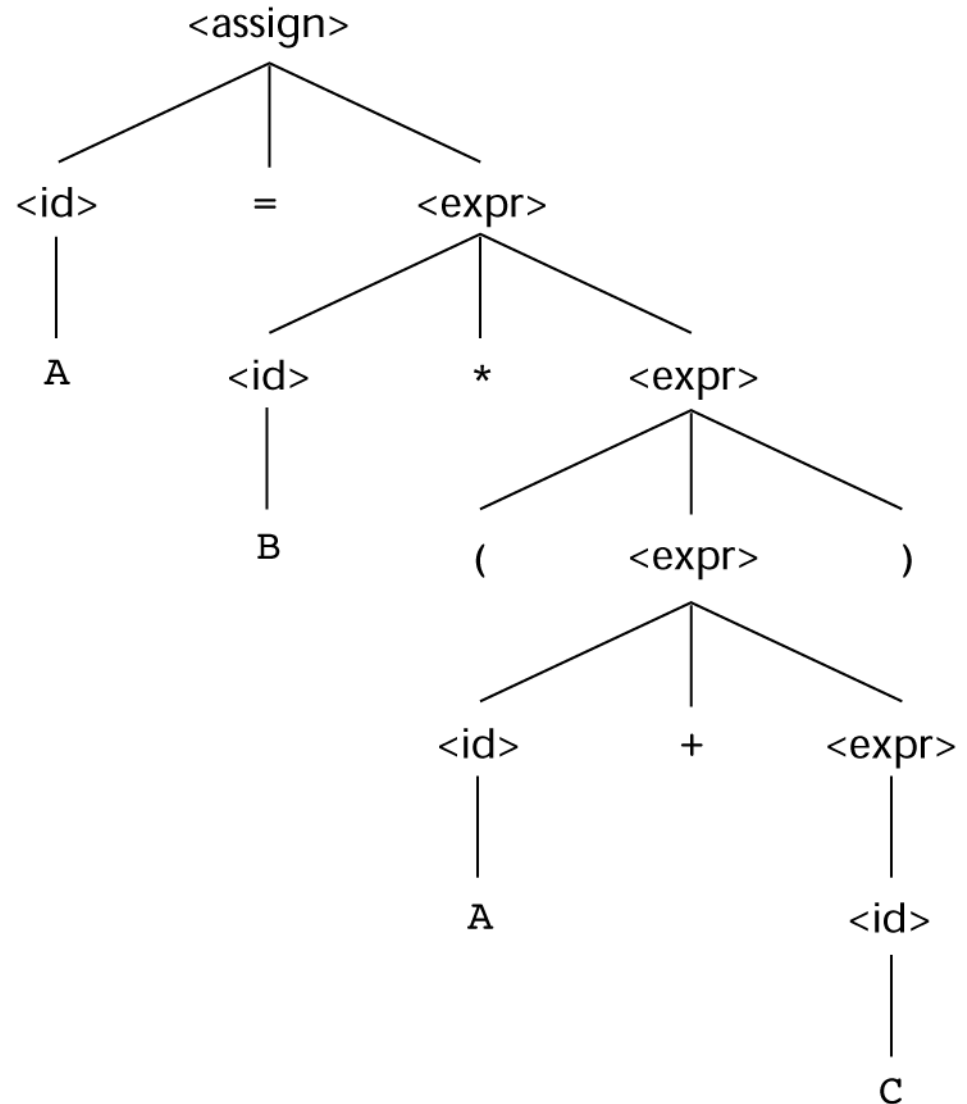 <assign>
<id> = <expr>
A <id> * <expr>
B ( <expr> )
<id> + <expr>
A <id>
C